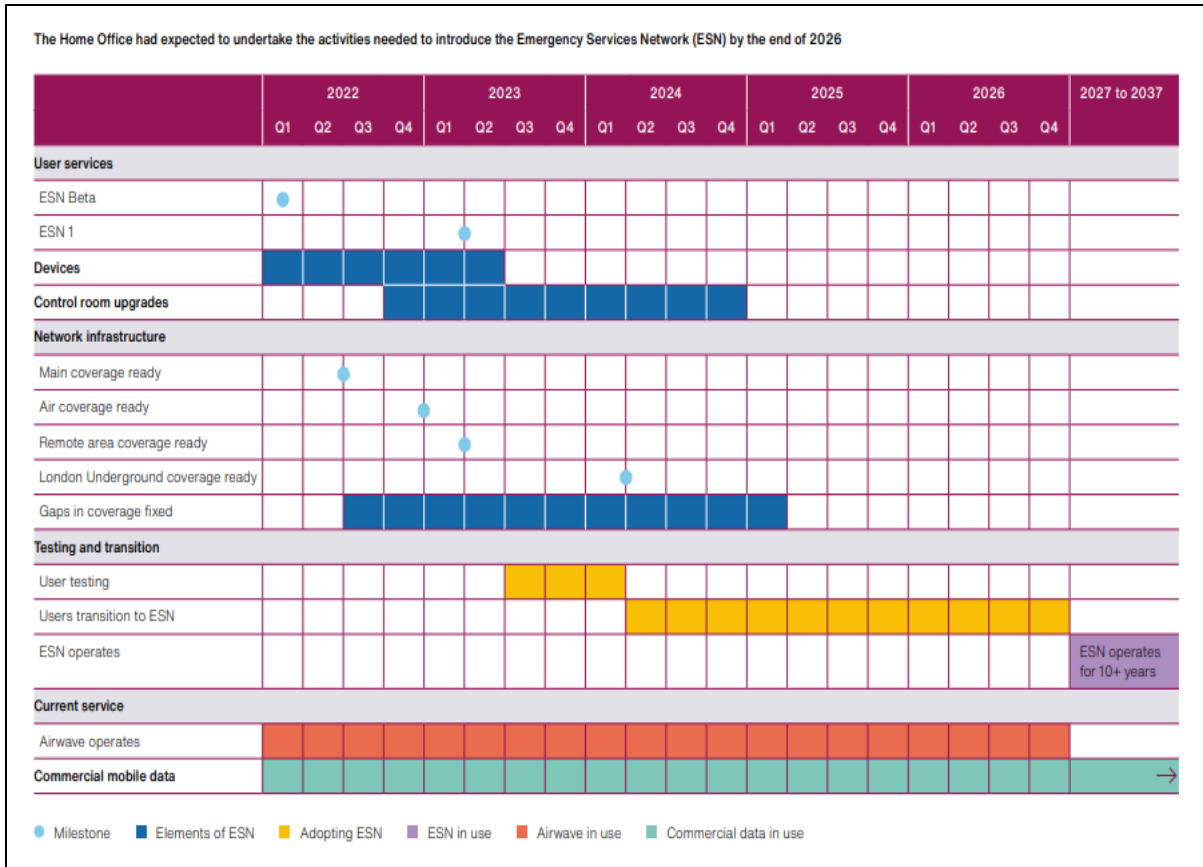 The Home Office had expected to undertake the activities needed to introduce the Emergency Services Network (ESN) by the end of 2026
2022 2023 2024 2025 2026 2027 to 2037
Q1 Q2 Q3 Q4 Q1 Q2 Q3 Q4 Q1 Q2 Q3 Q4 Q1 Q2 Q3 Q4 Q1 Q2 Q3 Q4
User services
ESN Beta
ESN 1
Devices
Control room upgrades
Network infrastructure
Main coverage ready
Air coverage ready
Remote area coverage ready
London Underground coverage ready
Gaps in coverage fixed
Testing and transition
User testing
Users transition to ESN
ESN operates
ESN operates
for 10+ years
Current service
Airwave operates
Commercial mobile data
Milestone Elements of ESN Adopting ESN ESN in use Airwave in use Commercial data in use